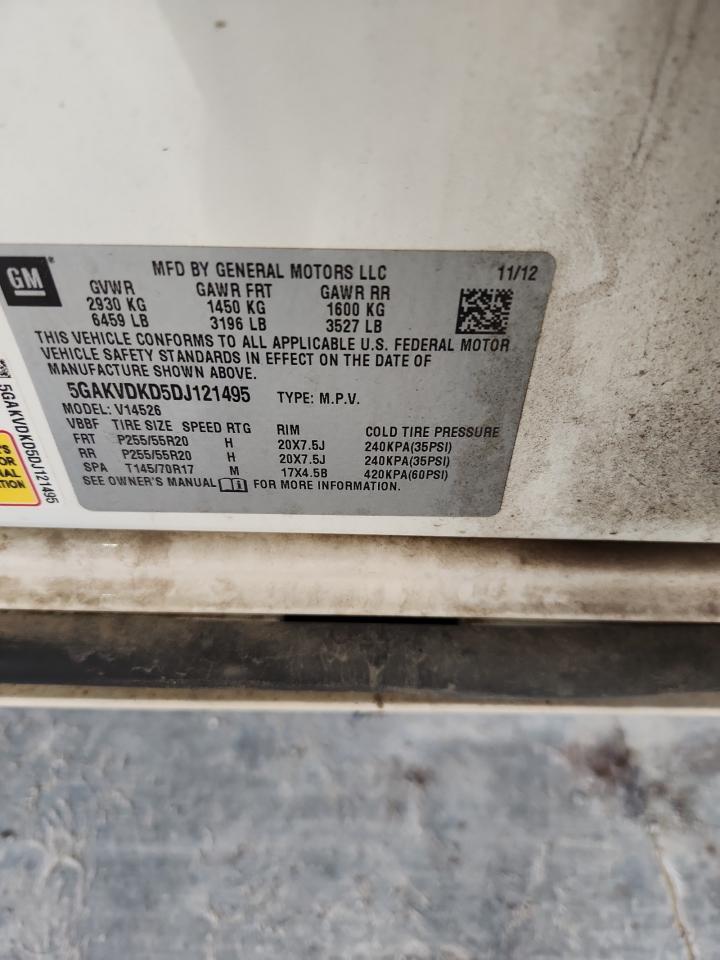 GM
MFD BY GENERAL MOTORS LLC 11/12
GVWR GAWR FRT GAWR RR
2930 KG 1450 KG 1600 KG
6459 LB 3196 LB 3527 LB
THIS VEHICLE CONFORMS TO ALL APPLICABLE U.S. FEDERAL MOTOR
VEHICLE SAFETY STANDARDS IN EFFECT ON THE DATE OF
MANUFACTURE SHOWN ABOVE.
5GAKVDKD5DJ121495 TYPE: M.P.V.
MODEL: V14526
VBBF TIRE SIZE SPEED RTG RIM COLD TIRE PRESSURE
FRT P255/55R20 H 20X7.5J 240KPA(35PSI)
RR P255/55R20 H 20X7.5J 240KPA(35PSI)
SPA T145/70R17 M 17X4.5B 420KPA(60PSI)
SEE OWNER'S MANUAL FOR MORE INFORMATION.
5GAKVDKD5DJ121495